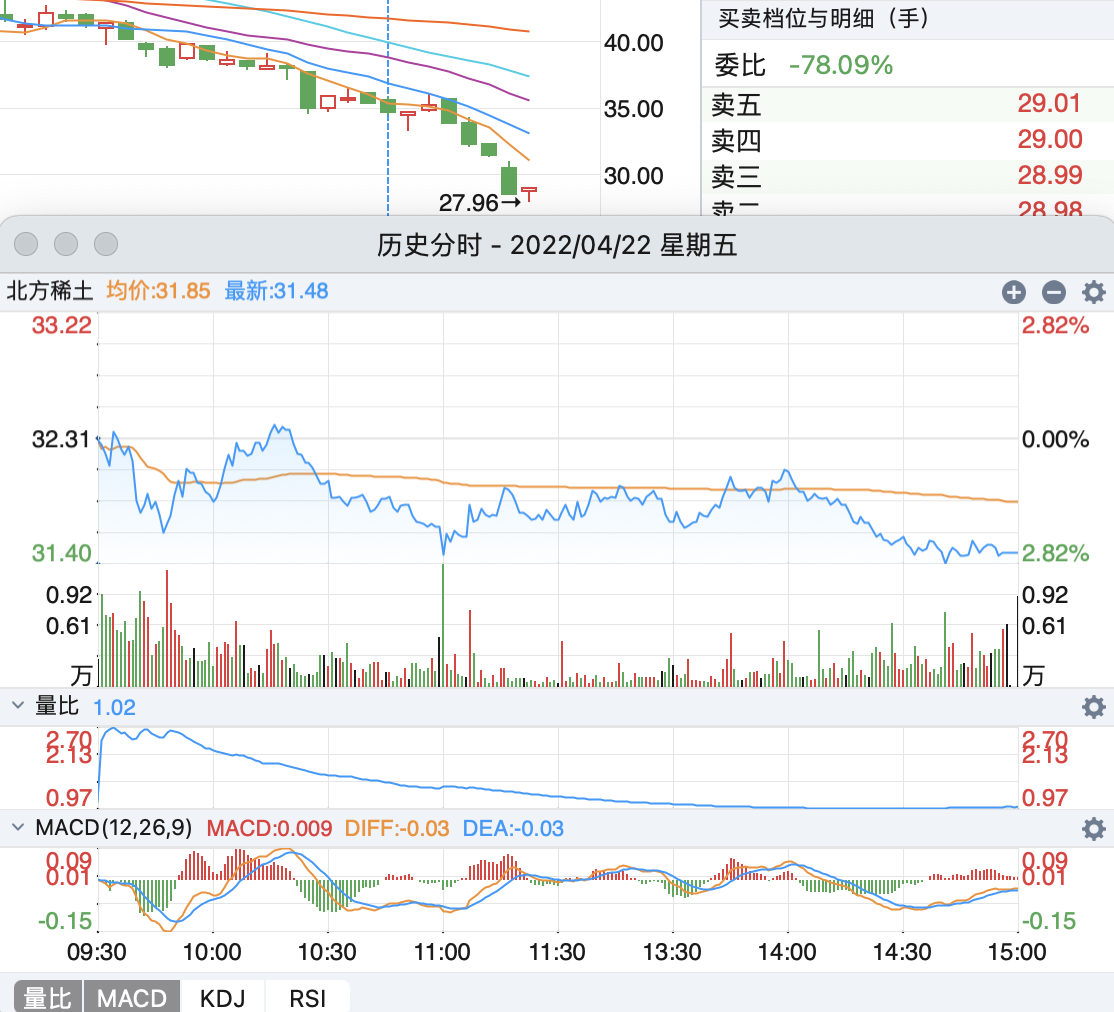 40.00
35.00
30.00
27.96→
买卖档位与明细（手）
委比 -78.09%
卖五 29.01
卖四 29.00
卖三 28.99
卖二 28.98
历史分时 - 2022/04/22 星期五
北方稀土 均价:31.85 最新:31.48
33.22 2.82%
32.31 0.00%
31.40 2.82%
0.92 0.92
0.61 0.61
万 万
量比 1.02
2.70 2.70
2.13 2.13
0.97 0.97
MACD(12,26,9) MACD:0.009 DIFF:-0.03 DEA:-0.03
0.09 0.09
0.01 0.01
-0.15 -0.15
09:30 10:00 10:30 11:00 11:30 13:30 14:00 14:30 15:00
量比 MACD KDJ RSI